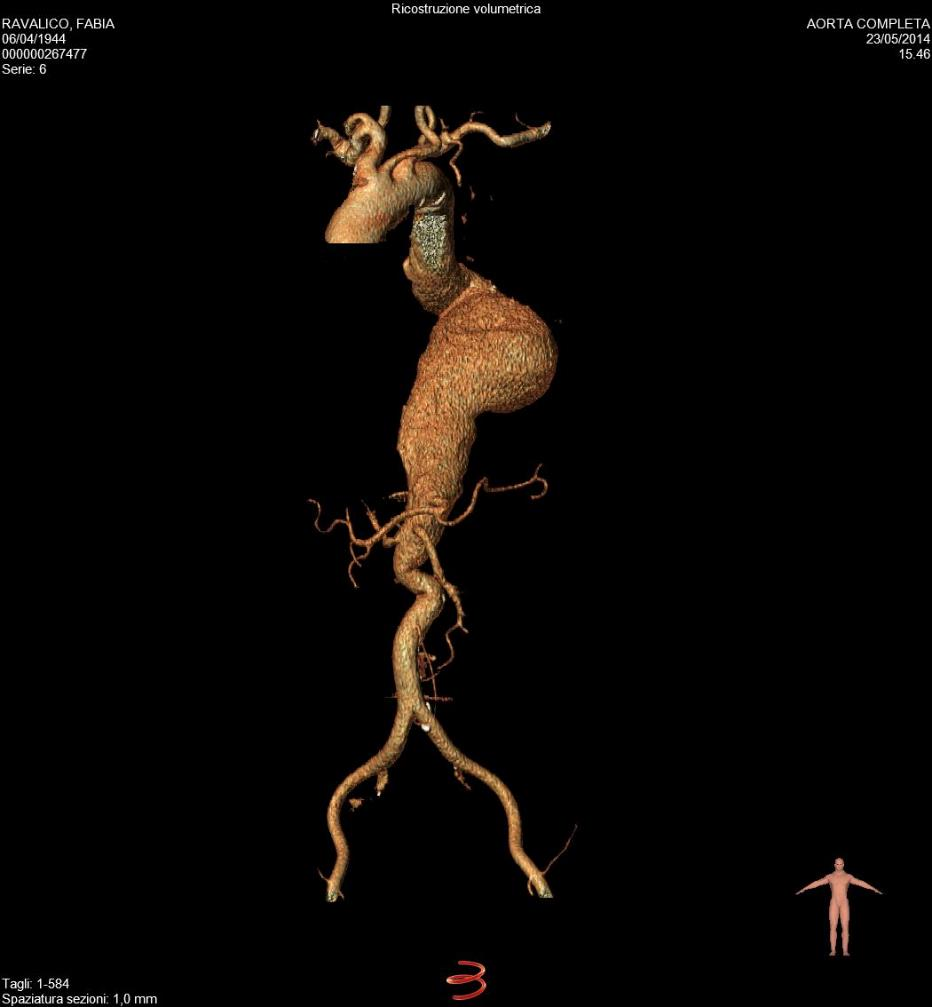 Ricostruzione volumetrica
RAVALICO, FABIA
06/04/1944
000000267477
Serie: 6
AORTA COMPLETA
23/05/2014
15.46
Tagli: 1-584
Spaziatura sezioni: 1,0 mm